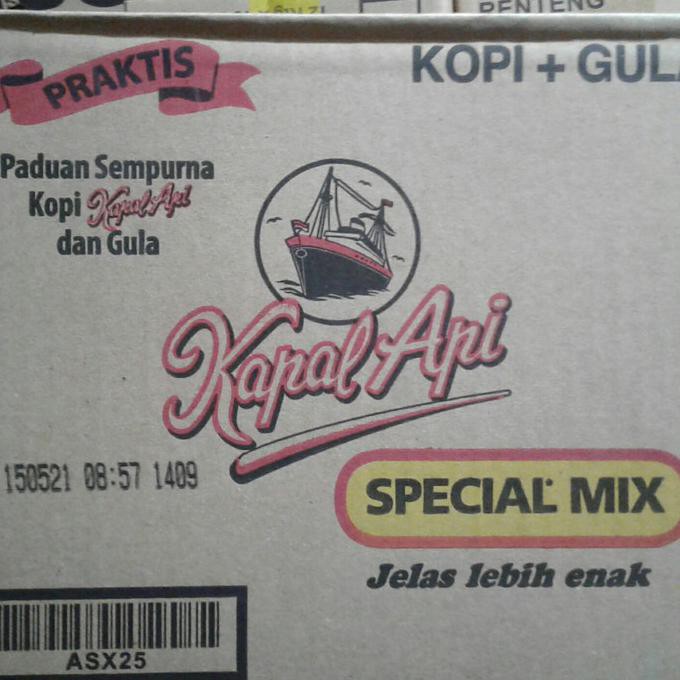 BENTENG
PRAKTIS
KOPI + GUL
Paduan Sempurna
Kopi Kapal Api
dan Gula
Kapal Api
150521 08:57 1409
SPECIAL MIX
Jelas lebih enak
ASX25